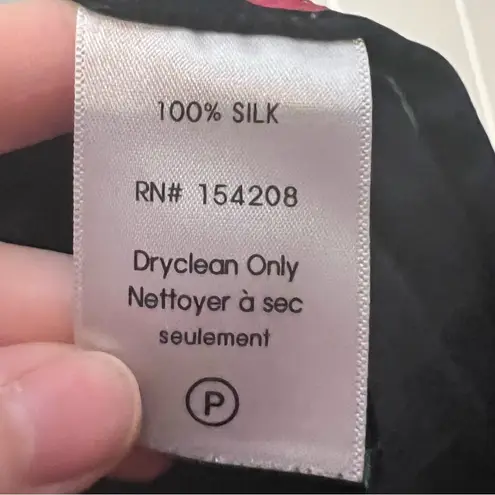 100% SILK
RN# 154208
Dryclean Only
Nettoyer à sec
seulement
P